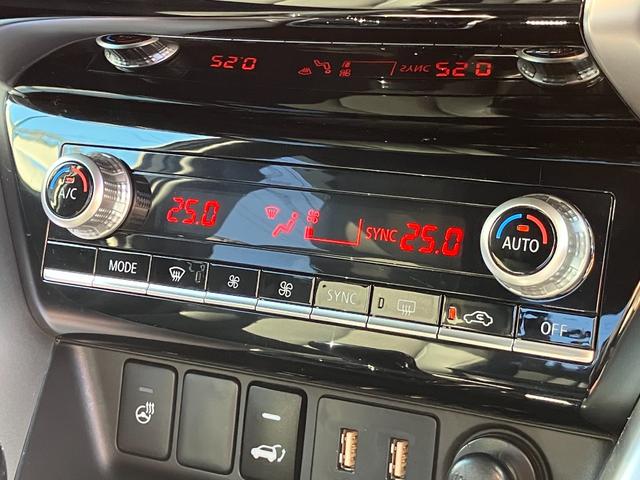 25.0 SYNC 25.0
A/C
AUTO
MODE
SYNC
OFF